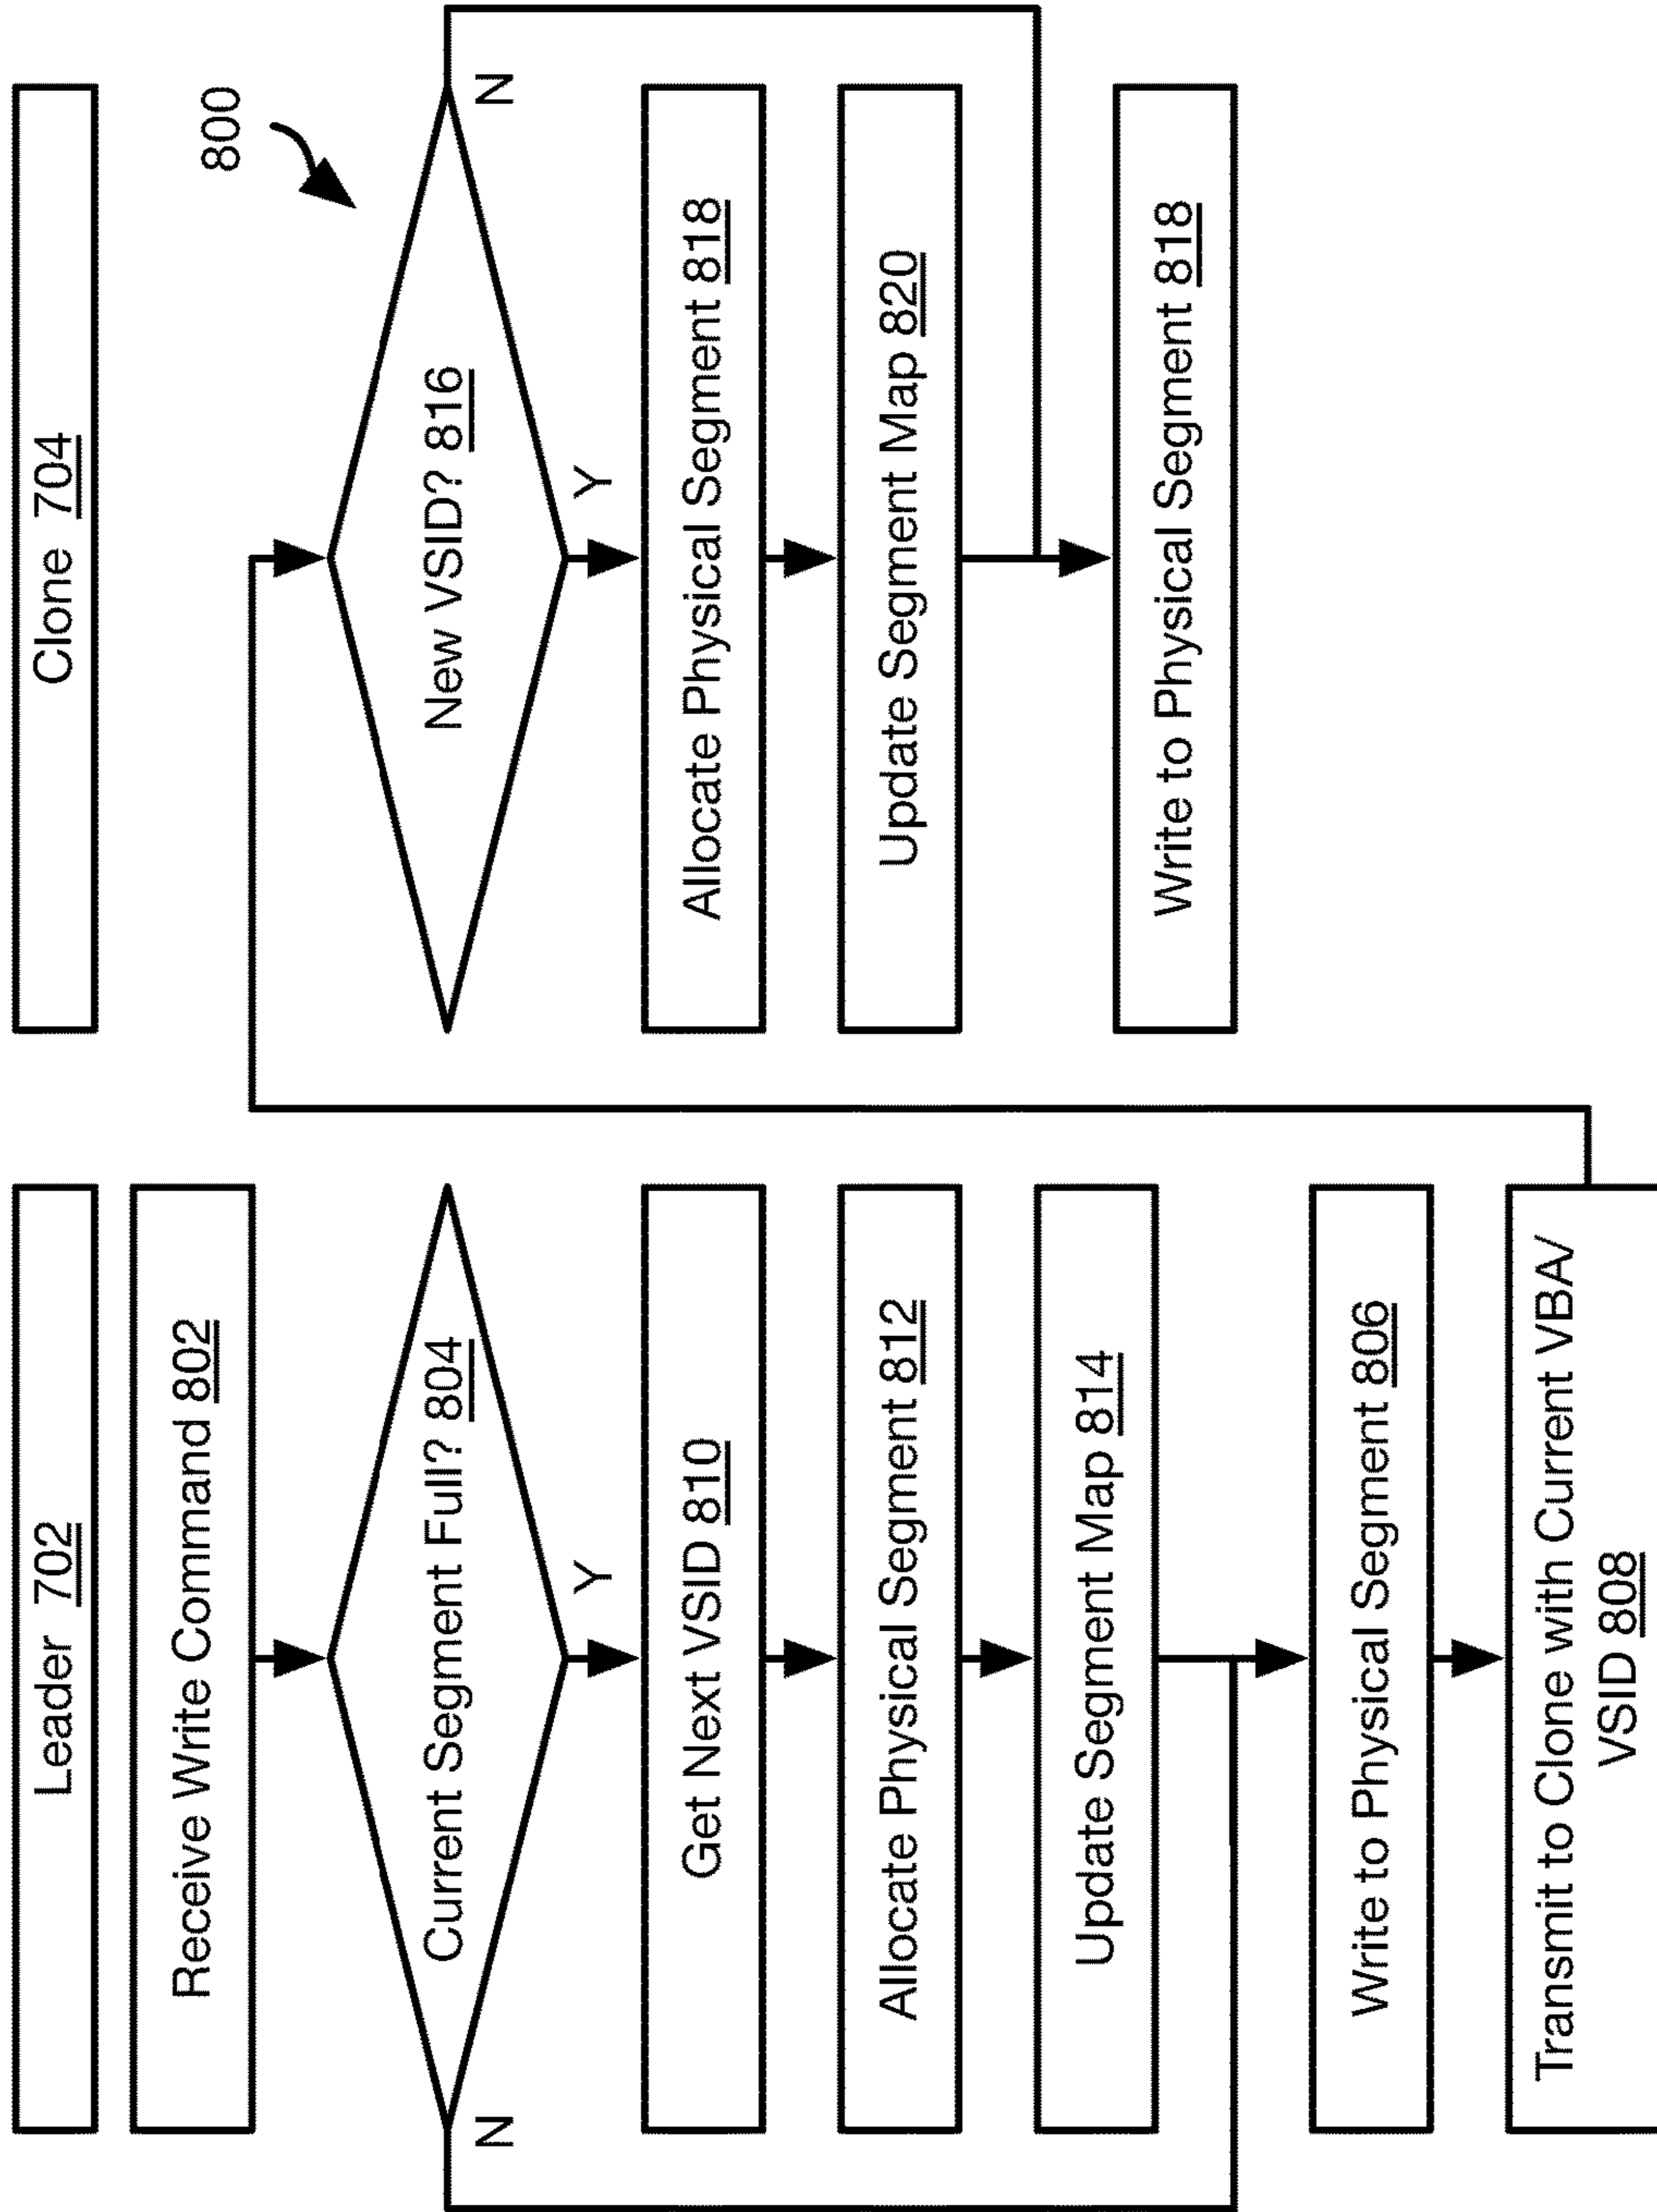 Leader 702
Receive Write Command 802
Current Segment Full? 804
N
Y
Get Next VSID 810
Allocate Physical Segment 812
Update Segment Map 814
Write to Physical Segment 806
Transmit to Clone with Current VBA/
VSID 808
Clone 704
800
New VSID? 816
N
Y
Allocate Physical Segment 818
Update Segment Map 820
Write to Physical Segment 818